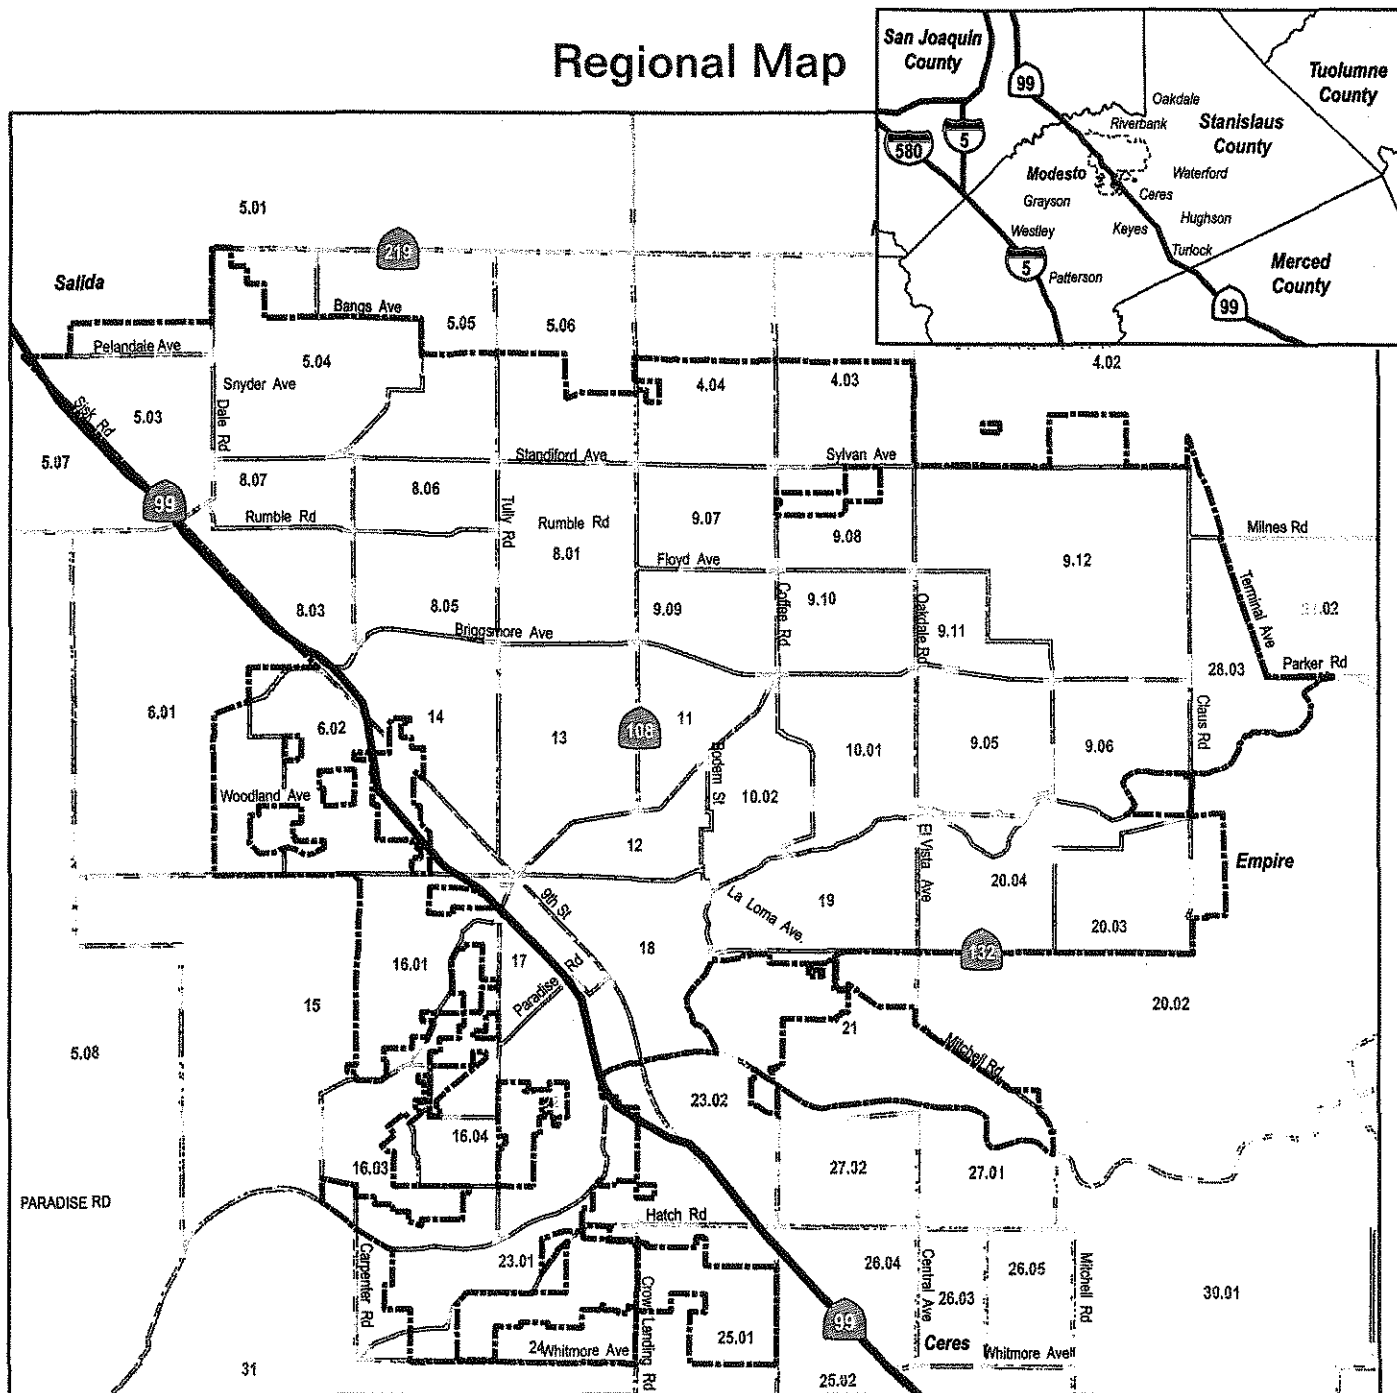 Regional Map
San Joaquin
County
99
Tuolumne
County
Oakdale
Riverbank
Stanislaus
County
580
5
Modesto
Waterford
Grayson
Ceres
Westley
Keyes
Hughson
Turlock
5
Patterson
Merced
County
99
5.01
219
Salida
Bangs Ave
5.05
5.06
Pelandale Ave
5.04
4.02
Snyder Ave
4.04
4.03
Sisk Rd
5.03
Dale Rd
5.07
Standiford Ave
Sylvan Ave
8.07
8.06
99
Tully Rd
Rumble Rd
Rumble Rd
9.07
9.08
Milnes Rd
8.01
Floyd Ave
9.12
Terminal Ave
8.03
8.05
9.09
Coffee Rd
9.10
Oakdale Rd
9.11
Briggsmore Ave
28.03
Parker Rd
6.01
6.02
14
13
108
11
Bodem St
10.01
9.05
9.06
Claus Rd
Woodland Ave
10.02
12
El Vista Ave
Empire
20.04
9th St
La Loma Ave.
19
20.03
16.01
17
18
132
15
Paradise Rd
20.02
21
5.08
Mitchell Rd
23.02
16.04
16.03
27.02
27.01
PARADISE RD
Hatch Rd
23.01
26.04
26.05
Carpenter Rd
Crow Landing Rd
Central Ave
26.03
Mitchell Rd
30.01
99
25.01
Ceres
24
Whitmore Ave
Whitmore Ave
31
25.02